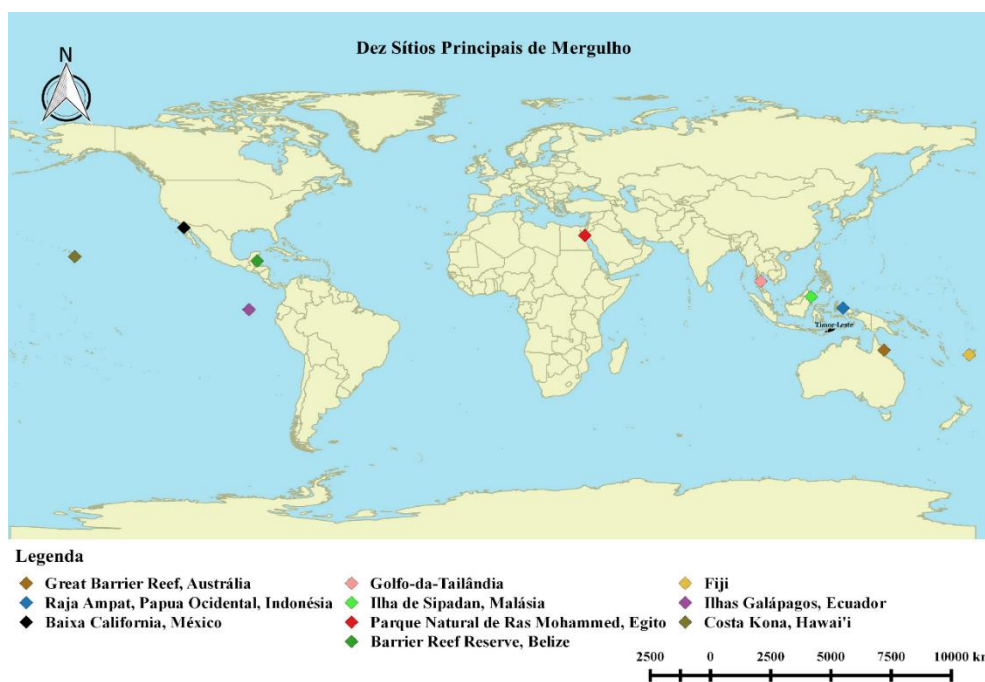 Dez Sítios Principais de Mergulho
N
Timor-Leste
Legenda
Great Barrier Reef, Austrália
Raja Ampat, Papua Ocidental, Indonésia
Baixa California, México
Golfo-da-Tailândia
Ilha de Sipadan, Malásia
Parque Natural de Ras Mohammed, Egito
Barrier Reef Reserve, Belize
Fiji
Ilhas Galápagos, Ecuador
Costa Kona, Hawai'i
2500 0 2500 5000 7500 10000 km